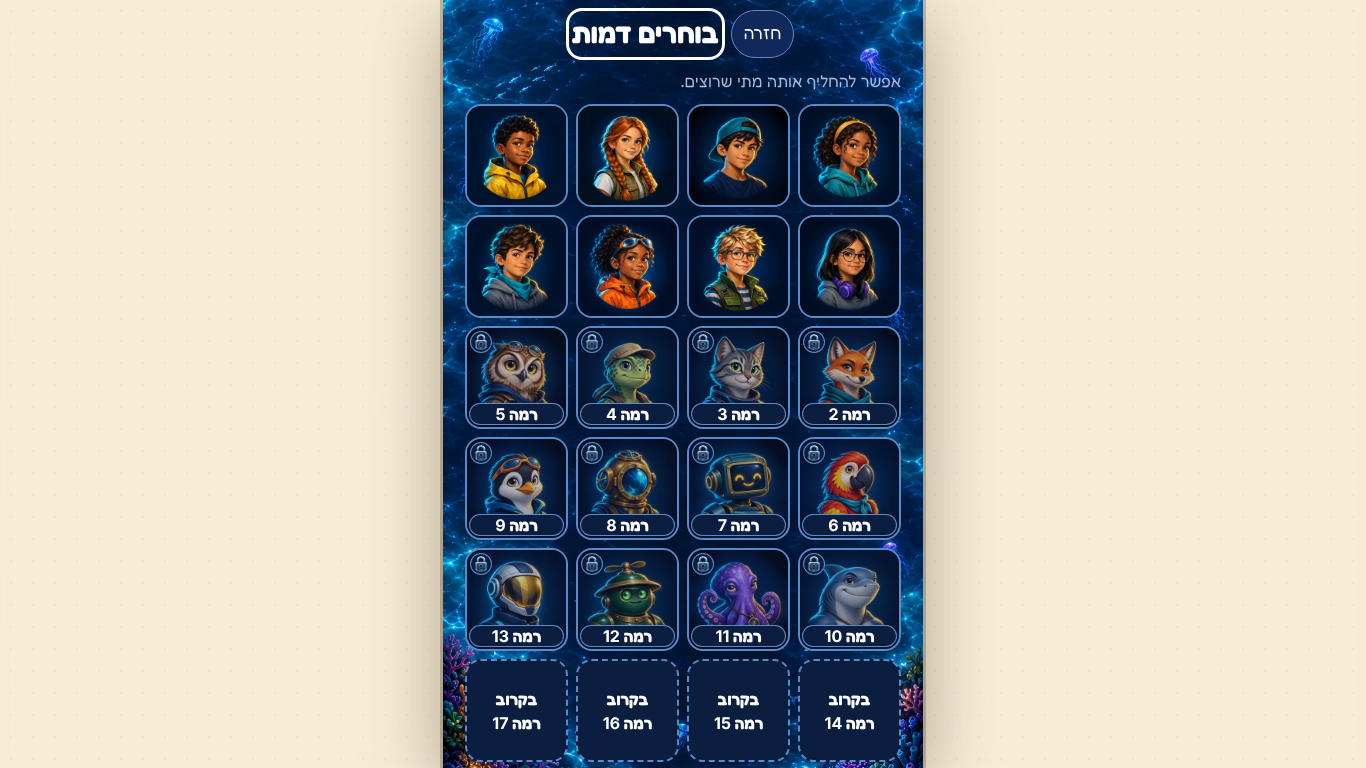 חזרה
בוחרים דמות
אפשר להחליף אותה מתי שרוצים.
רמה 2
רמה 3
רמה 4
רמה 5
רמה 6
רמה 7
רמה 8
רמה 9
רמה 10
רמה 11
רמה 12
רמה 13
בקרוב
רמה 14
בקרוב
רמה 15
בקרוב
רמה 16
בקרוב
רמה 17